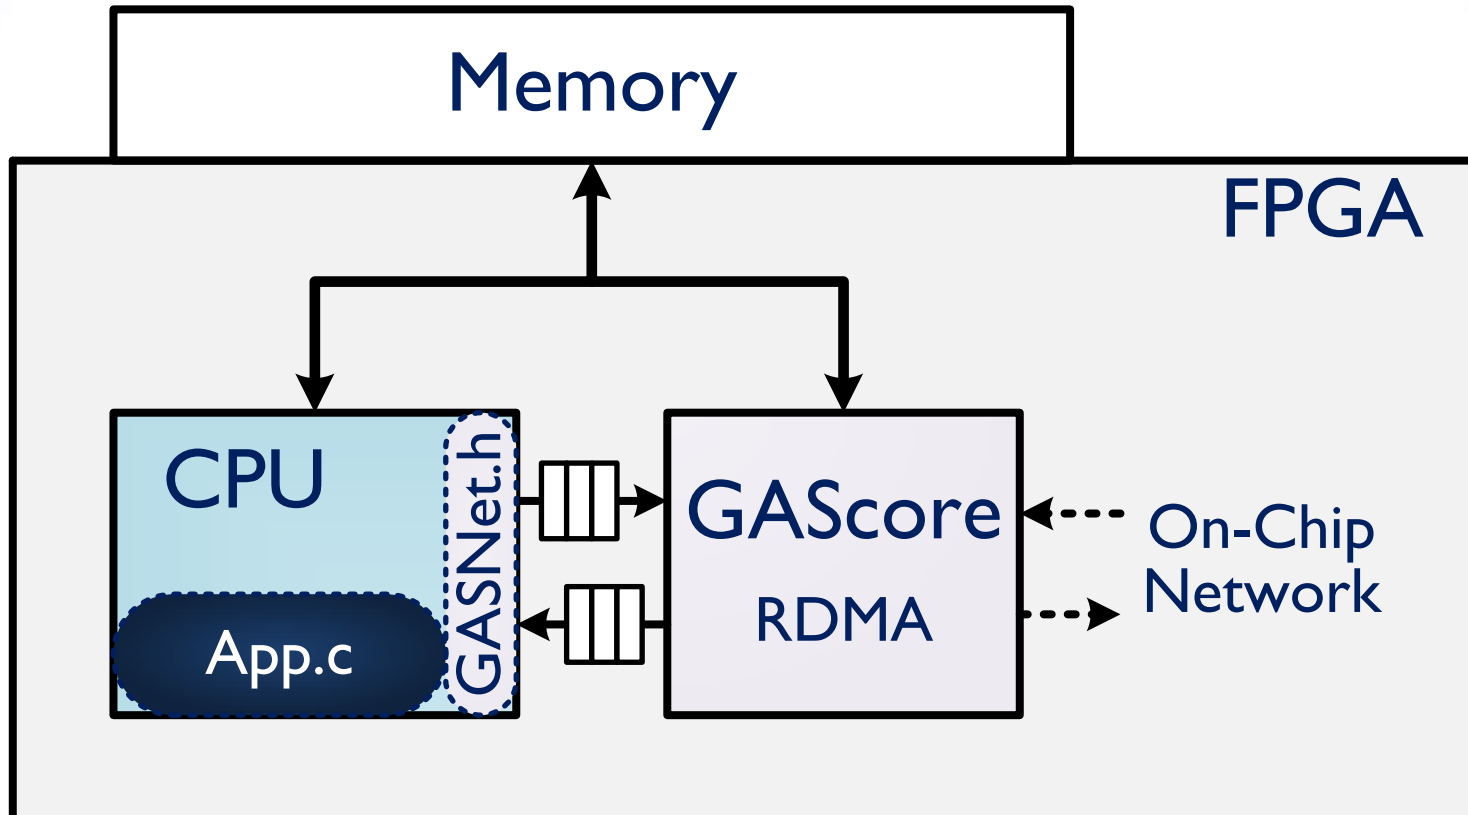 Memory
FPGA
CPU
GASNet.h
App.c
GAScore
RDMA
On-Chip
Network